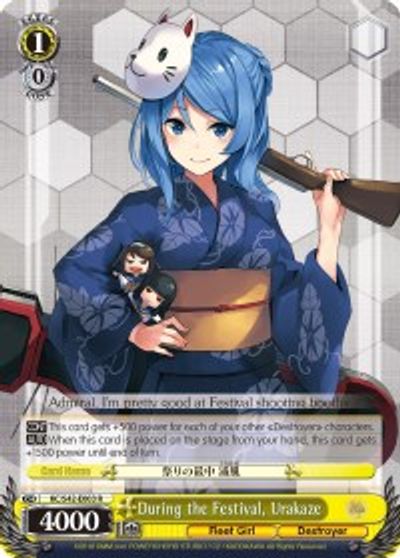 1
0
Admiral, I'm pretty good at Festival shooting
This card gets +500 power for each of your other «Destroyer» characters.
When this card is placed on the stage from your hand, this card gets
+1500 power until end of turn.
Card Name
祭りの最中 浦風
During the Festival, Urakaze
4000
Fleet Girl
Destroyer